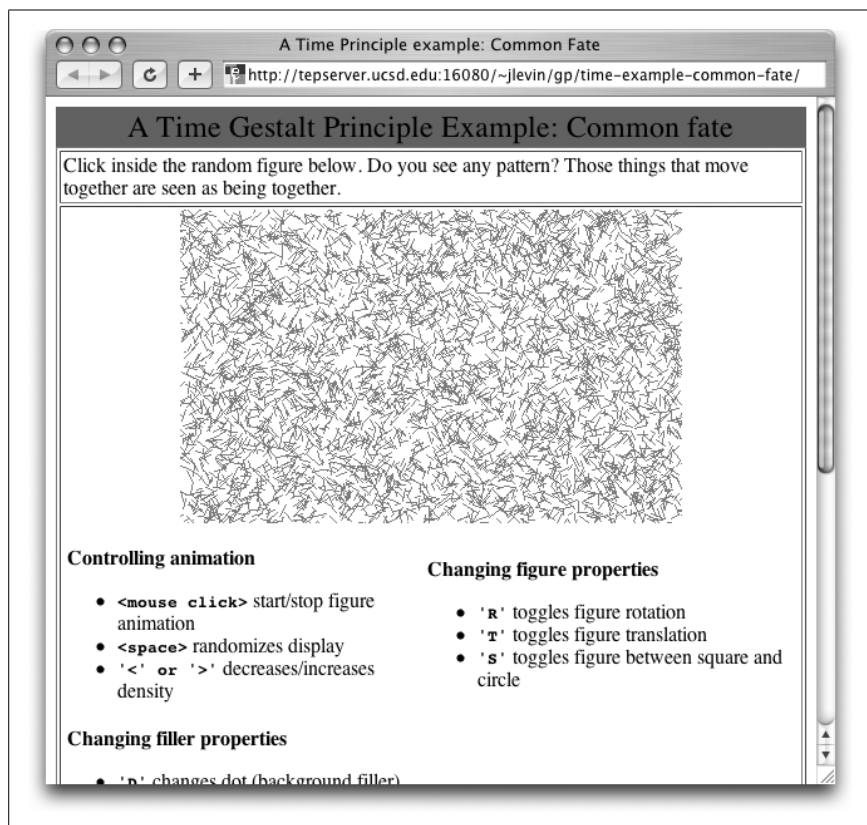 A Time Principle example: Common Fate
http://tepserver.ucsd.edu:16080/~jlevin/gp/time-example-common-fate/
A Time Gestalt Principle Example: Common fate
Click inside the random figure below. Do you see any pattern? Those things that move
together are seen as being together.
Controlling animation
• <mouse click> start/stop figure
animation
• <space> randomizes display
• '<' or '>' decreases/increases
density
Changing figure properties
• 'R' toggles figure rotation
• 'T' toggles figure translation
• 'S' toggles figure between square and
circle
Changing filler properties
• 'D' changes dot (background filler)